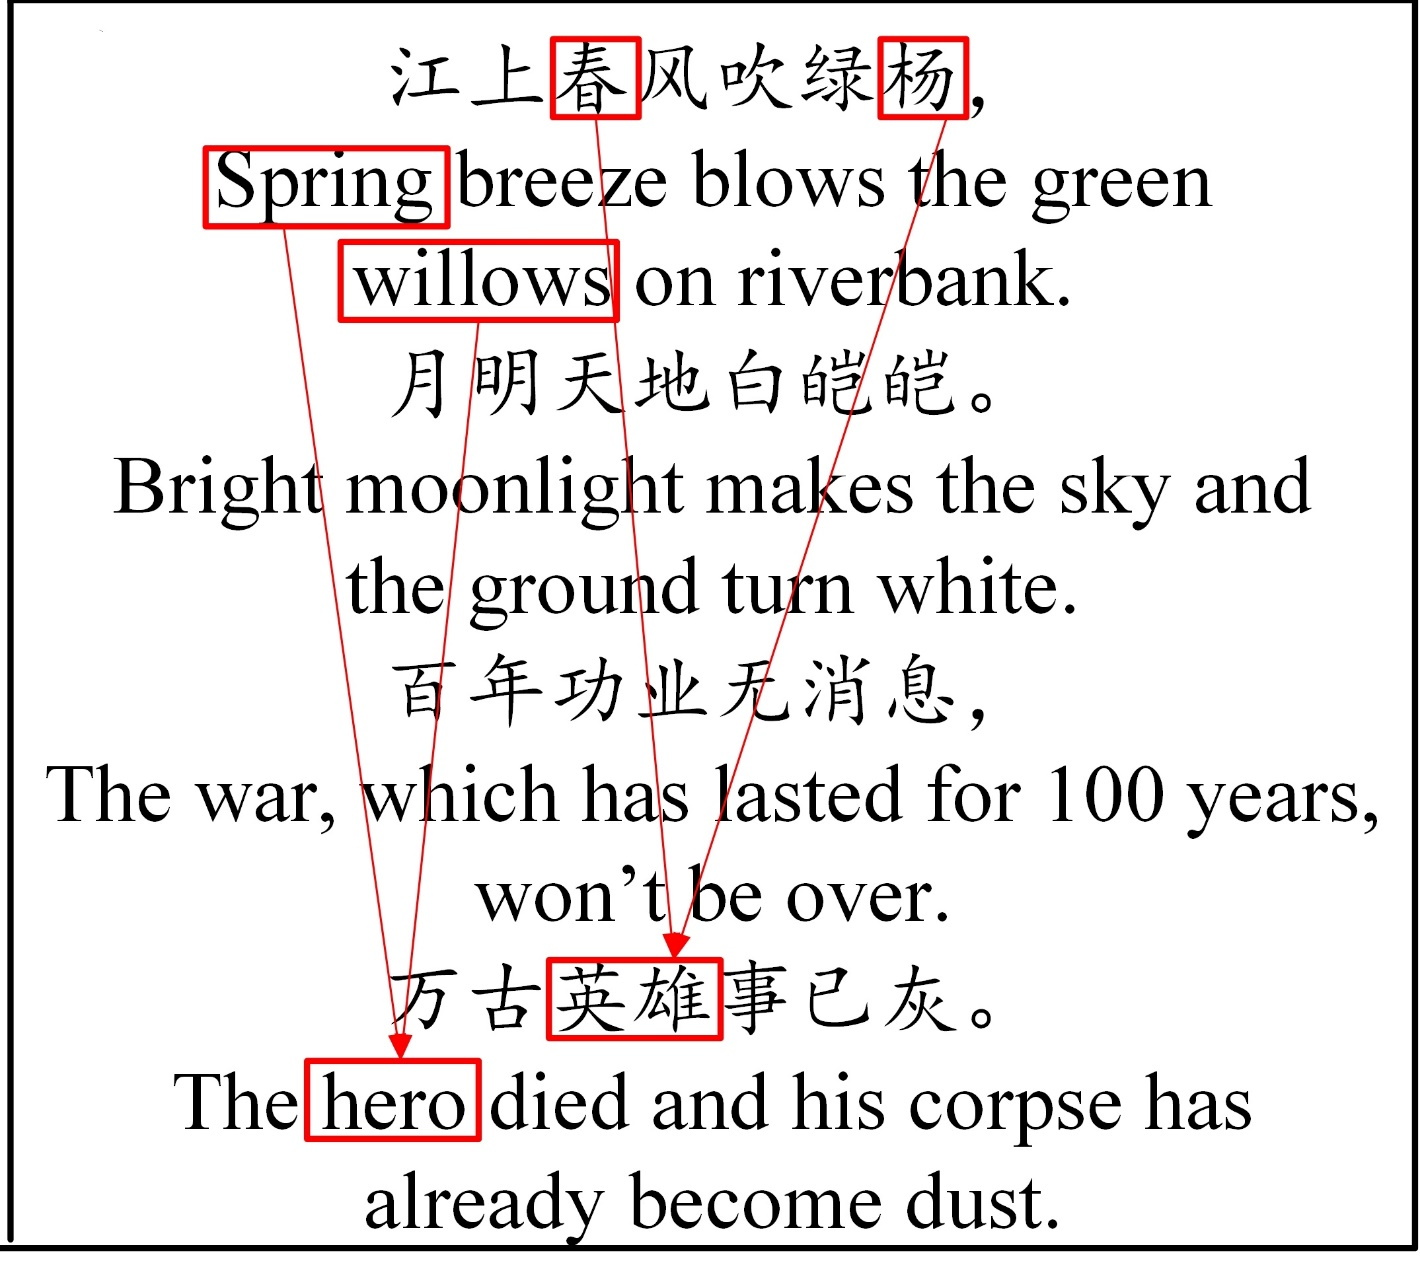 江上春风吹绿杨，
Spring breeze blows the green
willows on riverbank.
月明天地白皑皑。
Bright moonlight makes the sky and
the ground turn white.
百年功业无消息，
The war, which has lasted for 100 years,
won’t be over.
万古英雄事已灰。
The hero died and his corpse has
already become dust.